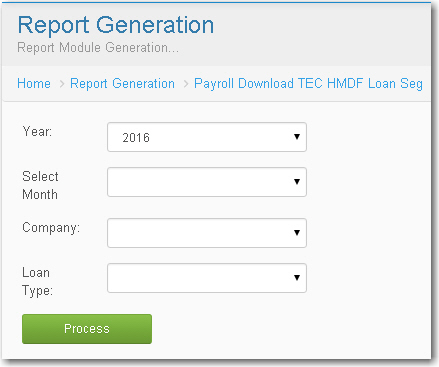 Report Generation
Report Module Generation...
Home > Report Generation > Payroll Download TEC HMDF Loan Seg
Year: 2016
Select
Month
Company:
Loan
Type:
Process